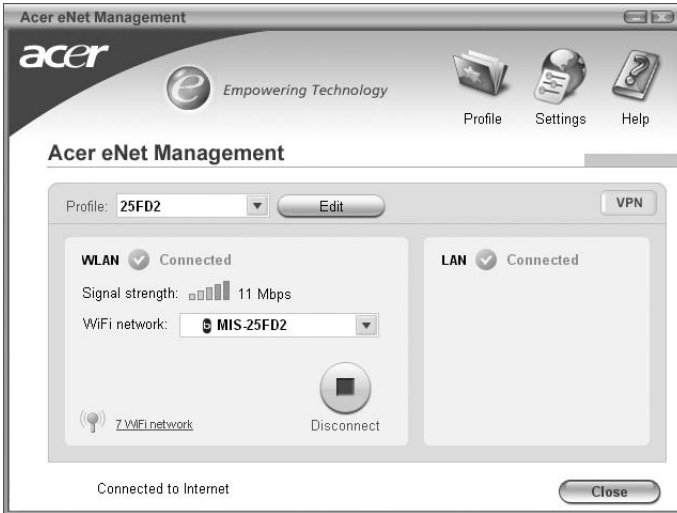 Acer eNet Management
acer
e Empowering Technology
Profile Settings Help
Acer eNet Management
Profile: 25FD2 Edit VPN
WLAN Connected
Signal strength: 11 Mbps
WiFi network: b MIS-25FD2
7 WiFi network
Disconnect
LAN Connected
Connected to Internet
Close